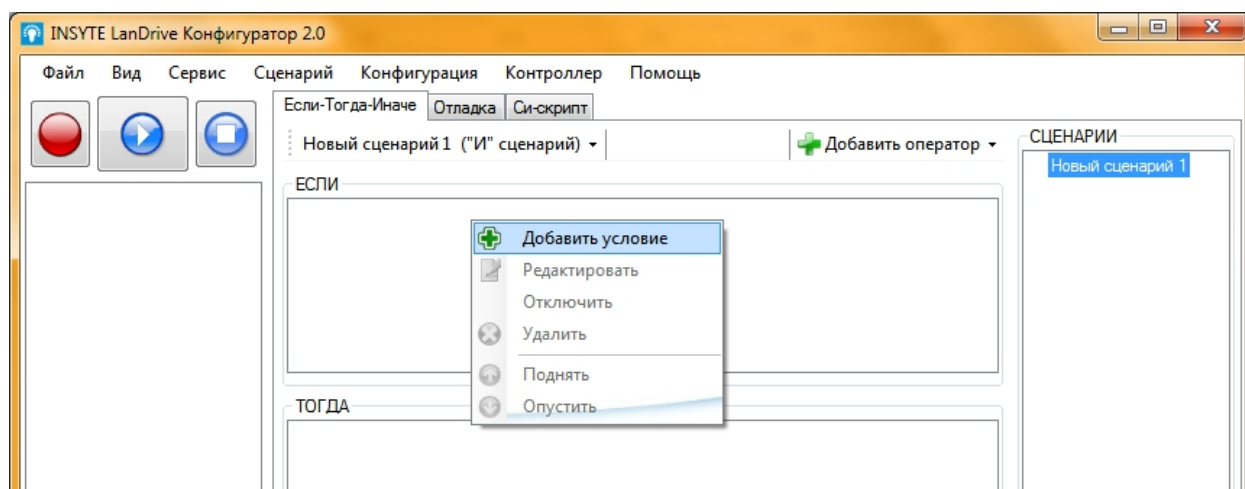 INSYTE LanDrive Конфигуратор 2.0
Файл Вид Сервис Сценарий Конфигурация Контроллер Помощь
Если-Тогда-Иначе Отладка Си-скрипт
Новый сценарий 1 ("И" сценарий) Добавить оператор
СЦЕНАРИИ
Новый сценарий 1
ЕСЛИ
Добавить условие
Редактировать
Отключить
Удалить
Поднять
Опустить
ТОГДА